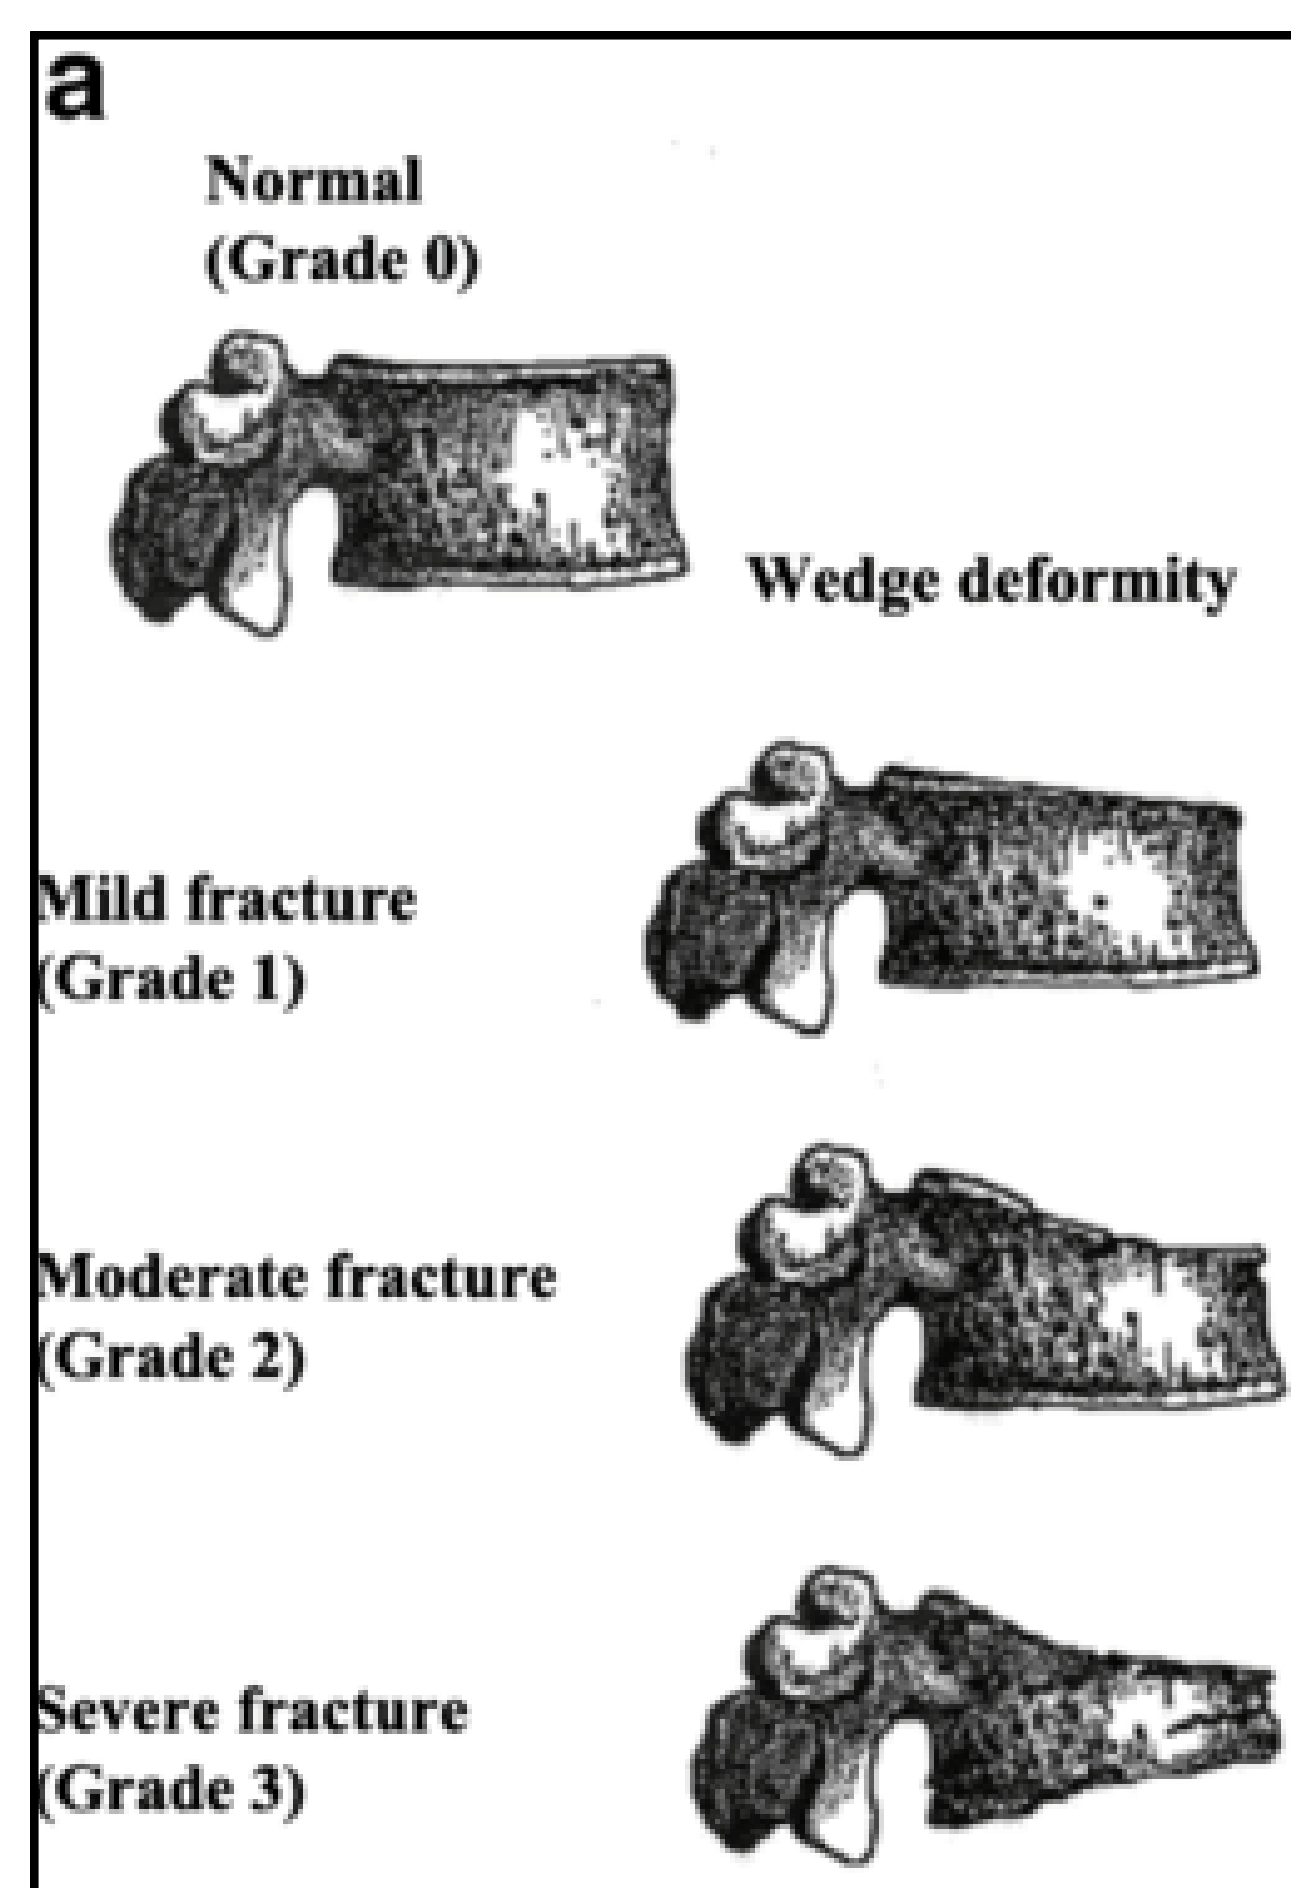 a
Normal
(Grade 0)
Wedge deformity
Mild fracture
(Grade 1)
Moderate fracture
(Grade 2)
Severe fracture
(Grade 3)